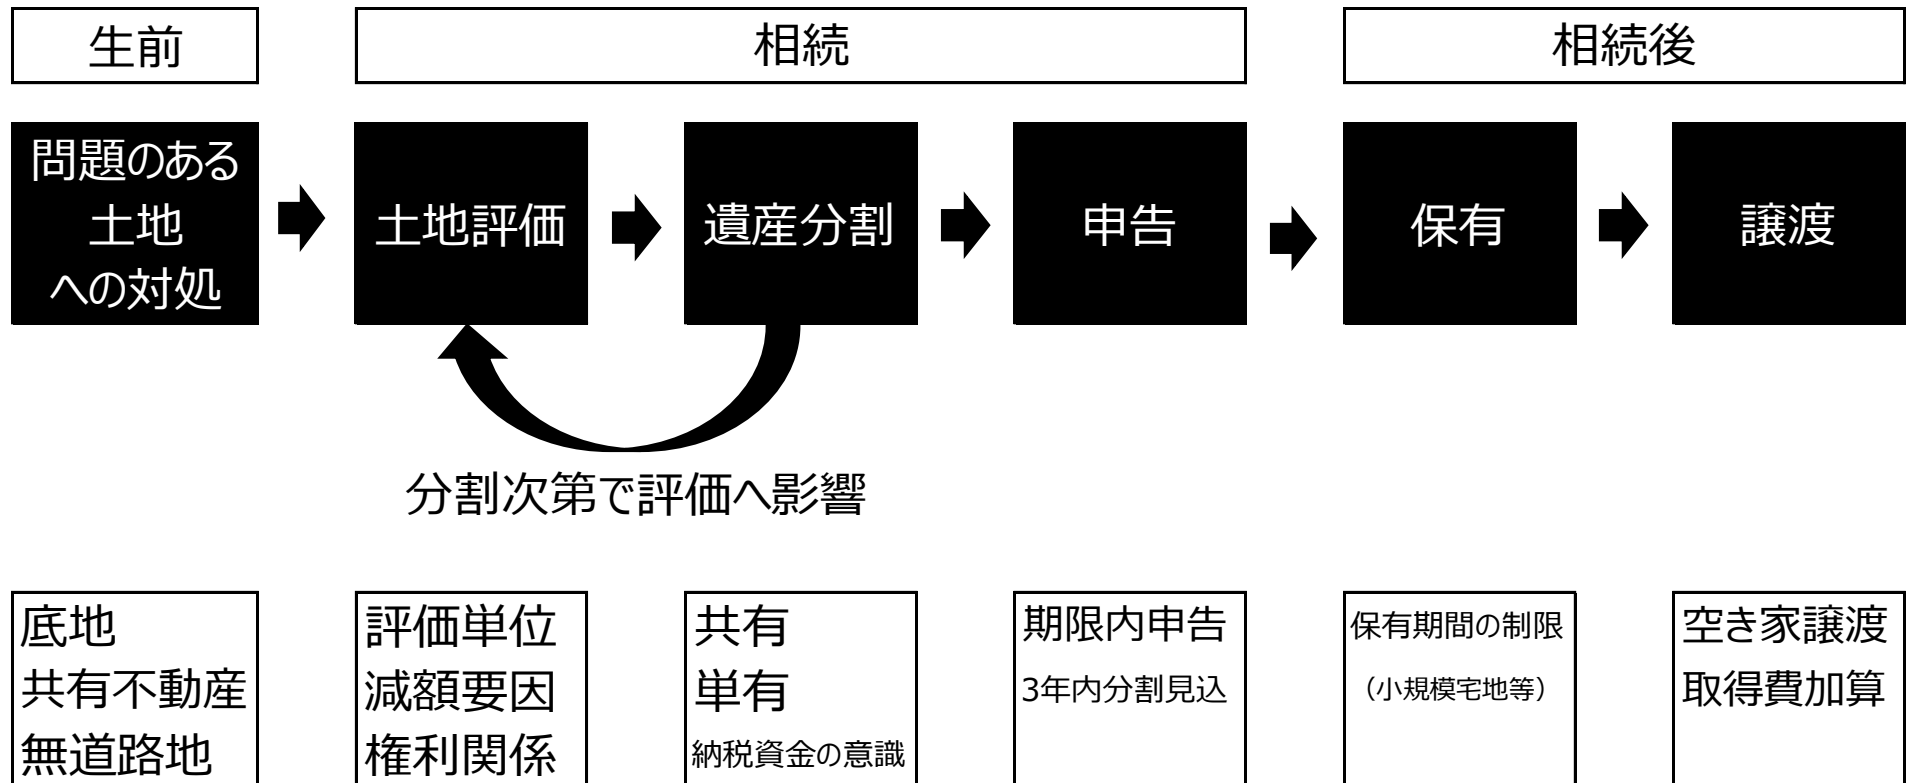 生前
相続
相続後
問題のある
土地
への対処
土地評価
遺産分割
申告
保有
譲渡
分割次第で評価へ影響
底地
共有不動産
無道路地
評価単位
減額要因
権利関係
共有
単有
納税資金の意識
期限内申告
3年内分割見込
保有期間の制限
（小規模宅地等）
空き家譲渡
取得費加算